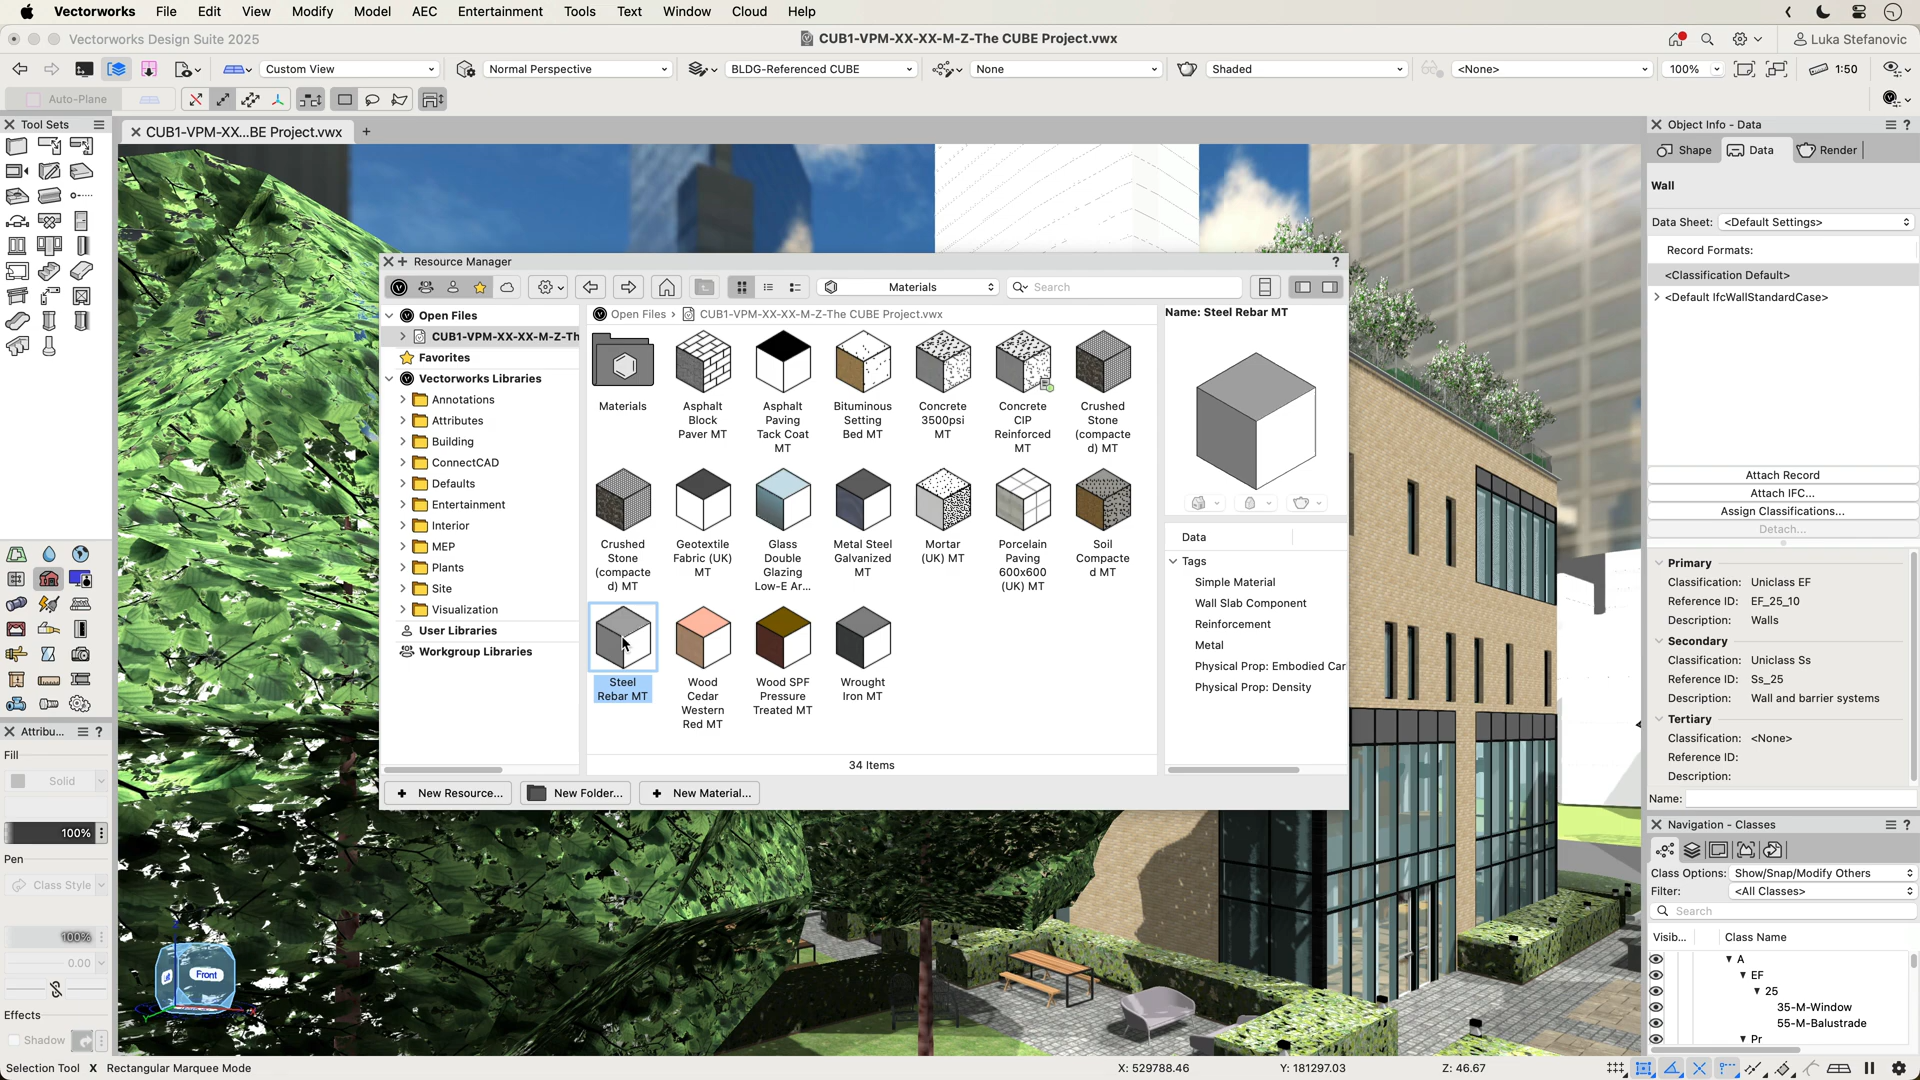 Vectorworks File Edit View Modify Model AEC Entertainment Tools Text Window Cloud Help
Vectorworks Design Suite 2025
CUB1-VPM-XX-XX-M-Z-The CUBE Project.vwx
Luka Stefanovic
Custom View
Normal Perspective
BLDG-Referenced CUBE
None
Shaded
<None>
100%
1:50
Auto-Plane
Tool Sets
CUB1-VPM-XX...BE Project.vwx
Resource Manager
?
Materials
Search
Open Files
CUB1-VPM-XX-XX-M-Z-Th
Favorites
Vectorworks Libraries
Annotations
Attributes
Building
ConnectCAD
Defaults
Entertainment
Interior
MEP
Plants
Site
Visualization
User Libraries
Workgroup Libraries
Open Files › CUB1-VPM-XX-XX-M-Z-The CUBE Project.vwx
Materials
Asphalt
Block
Paver MT
Asphalt
Paving
Tack Coat
MT
Bituminous
Setting
Bed MT
Concrete
3500psi
MT
Concrete
CIP
Reinforced
MT
Crushed
Stone
(compacte
d) MT
Crushed
Stone
(compacte
d) MT
Geotextile
Fabric (UK)
MT
Glass
Double
Glazing
Low-E Ar...
Metal Steel
Galvanized
MT
Mortar
(UK) MT
Porcelain
Paving
600x600
(UK) MT
Soil
Compacte
d MT
Steel
Rebar MT
Wood
Cedar
Western
Red MT
Wood SPF
Pressure
Treated MT
Wrought
Iron MT
34 Items
+ New Resource...
New Folder...
+ New Material...
Name: Steel Rebar MT
Data
Tags
Simple Material
Wall Slab Component
Reinforcement
Metal
Physical Prop: Embodied Car
Physical Prop: Density
Object Info - Data
?
Shape
Data
Render
Wall
Data Sheet: <Default Settings>
Record Formats:
<Classification Default>
<Default IfcWallStandardCase>
Attach Record
Attach IFC...
Assign Classifications...
Detach...
Primary
Classification: Uniclass EF
Reference ID: EF_25_10
Description: Walls
Secondary
Classification: Uniclass Ss
Reference ID: Ss_25
Description: Wall and barrier systems
Tertiary
Classification: <None>
Reference ID:
Description:
Name:
Navigation - Classes
?
Class Options: Show/Snap/Modify Others
Filter: <All Classes>
Search
Visib... Class Name
A
EF
25
35-M-Window
55-M-Balustrade
Pr
Attribu... ?
Fill
Solid
100%
Pen
Class Style
100%
0.00
Effects
Shadow
Front
Selection Tool X Rectangular Marquee Mode
X: 529788.46
Y: 181297.03
Z: 46.67